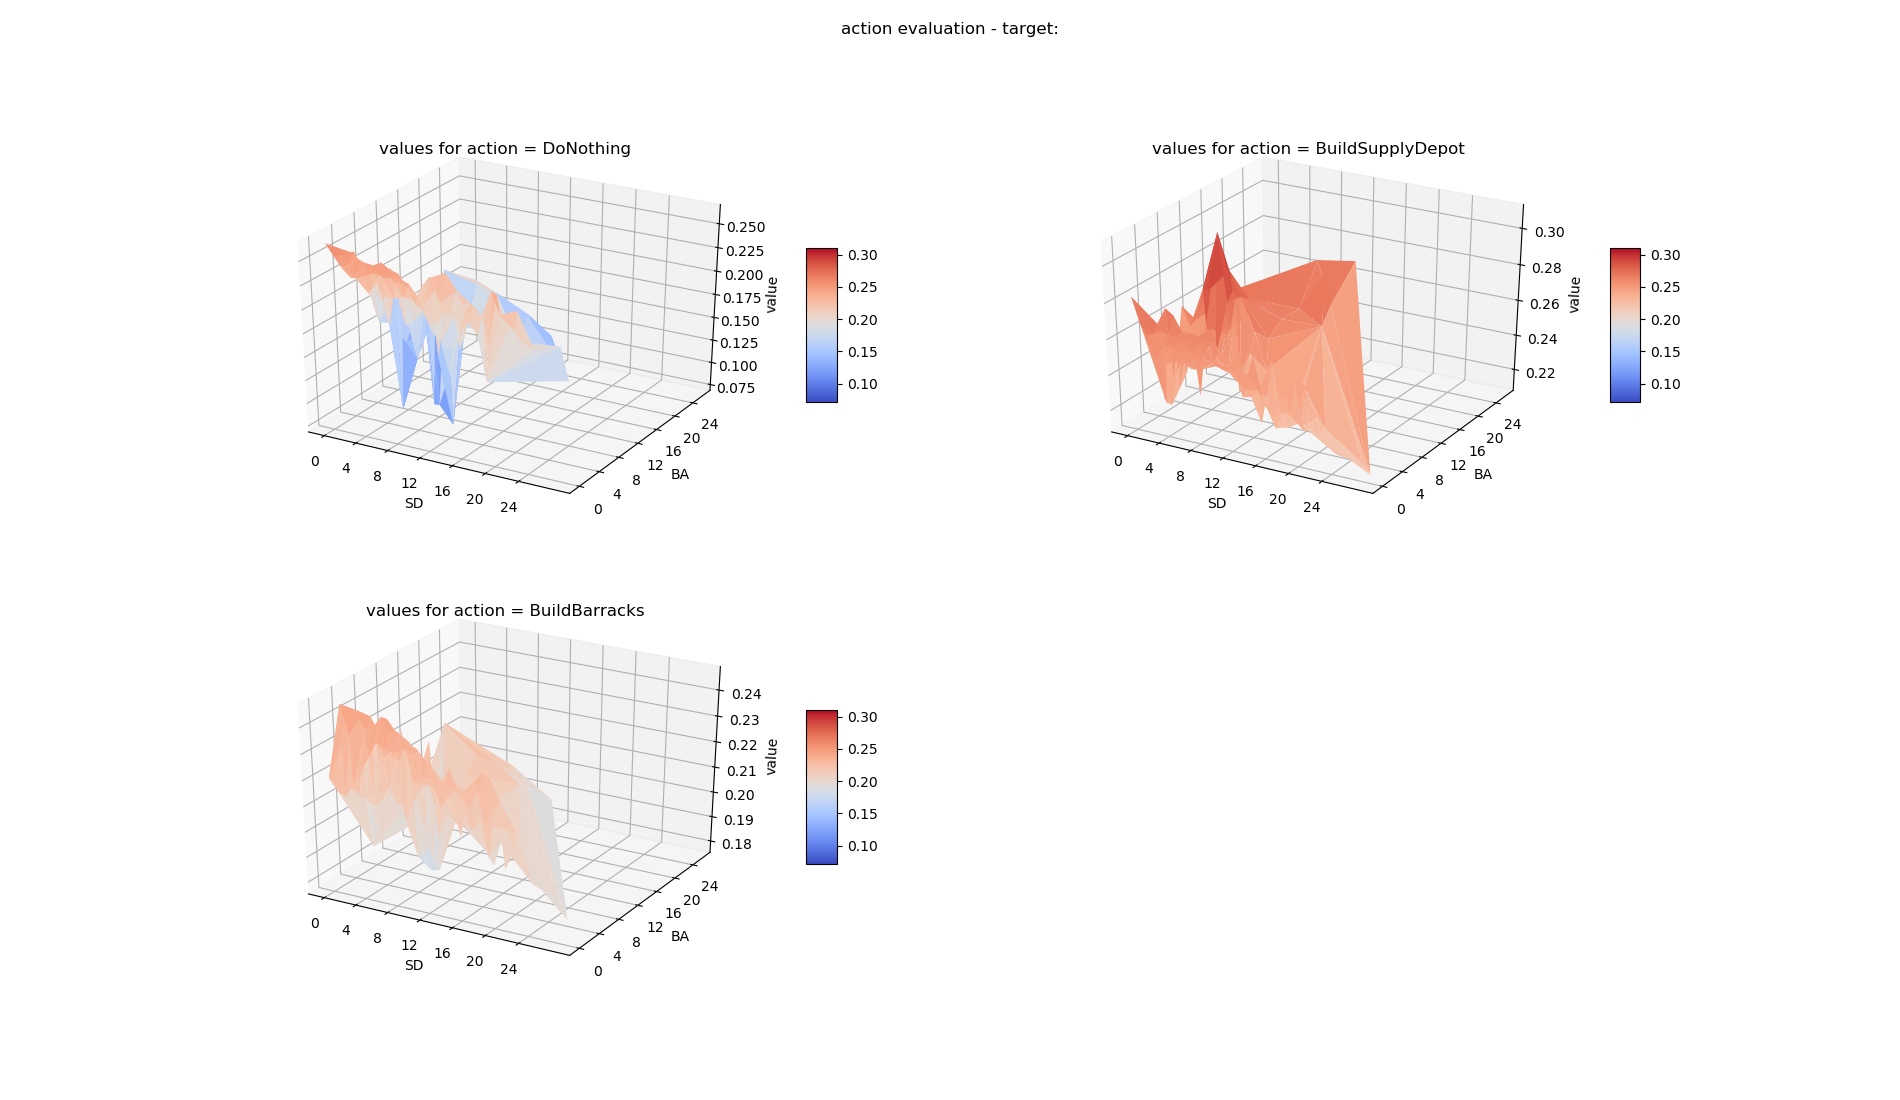 action evaluation - target:
values for action = DoNothing
0.250
0.225
0.200
0.175
0.150
0.125
0.100
0.075
value
0 4 8 12 16 20 24
SD
0 4 8 12 16 20 24
BA
0.30
0.25
0.20
0.15
0.10
values for action = BuildSupplyDepot
0.30
0.28
0.26
0.24
0.22
value
0 4 8 12 16 20 24
SD
0 4 8 12 16 20 24
BA
0.30
0.25
0.20
0.15
0.10
values for action = BuildBarracks
0.24
0.23
0.22
0.21
0.20
0.19
0.18
value
0 4 8 12 16 20 24
SD
0 4 8 12 16 20 24
BA
0.30
0.25
0.20
0.15
0.10